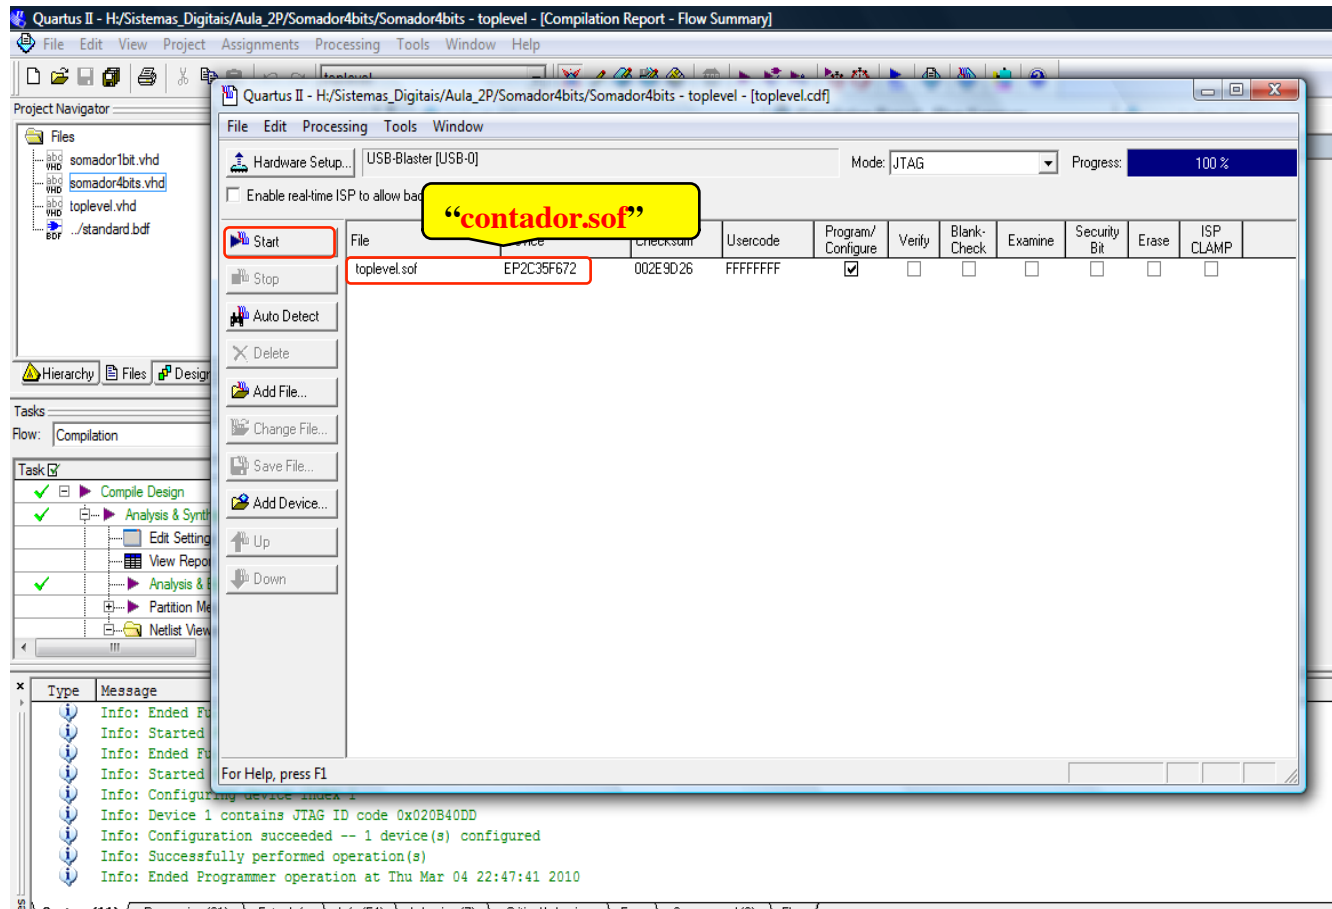 Quartus II - H:/Sistemas_Digitais/Aula_2P/Somador4bits/Somador4bits - toplevel - [Compilation Report - Flow Summary]
File Edit View Project Assignments Processing Tools Window Help
Project Navigator
Files
somador1bit.vhd
somador4bits.vhd
toplevel.vhd
../standard.bdf
Hierarchy Files Design
Tasks
Flow: Compilation
Task
Compile Design
Analysis & Synth
Edit Setting
View Repo
Analysis & E
Partition Me
Netlist View
Quartus II - H:/Sistemas_Digitais/Aula_2P/Somador4bits/Somador4bits - toplevel - [toplevel.cdf]
File Edit Processing Tools Window
Hardware Setup... USB-Blaster [USB-0] Mode: JTAG Progress: 100 %
Enable real-time ISP to allow bac
“contador.sof”
Start
Stop
Auto Detect
Delete
Add File...
Change File...
Save File...
Add Device...
Up
Down
File Device Checksum Usercode Program/ Configure Verify Blank- Check Examine Security Bit Erase ISP CLAMP
toplevel.sof EP2C35F672 002E9D26 FFFFFFFF
For Help, press F1
Type Message
Info: Ended Fu
Info: Started
Info: Ended Fu
Info: Started
Info: Configuring device index 1
Info: Device 1 contains JTAG ID code 0x020B40DD
Info: Configuration succeeded -- 1 device(s) configured
Info: Successfully performed operation(s)
Info: Ended Programmer operation at Thu Mar 04 22:47:41 2010